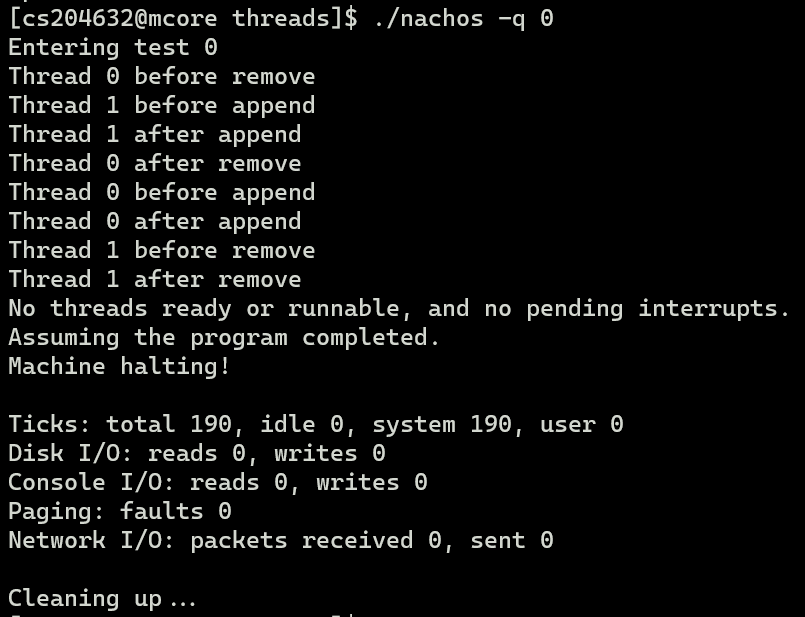 [cs204632@mcore threads]$ ./nachos -q 0
Entering test 0
Thread 0 before remove
Thread 1 before append
Thread 1 after append
Thread 0 after remove
Thread 0 before append
Thread 0 after append
Thread 1 before remove
Thread 1 after remove
No threads ready or runnable, and no pending interrupts.
Assuming the program completed.
Machine halting!
Ticks: total 190, idle 0, system 190, user 0
Disk I/O: reads 0, writes 0
Console I/O: reads 0, writes 0
Paging: faults 0
Network I/O: packets received 0, sent 0
Cleaning up...